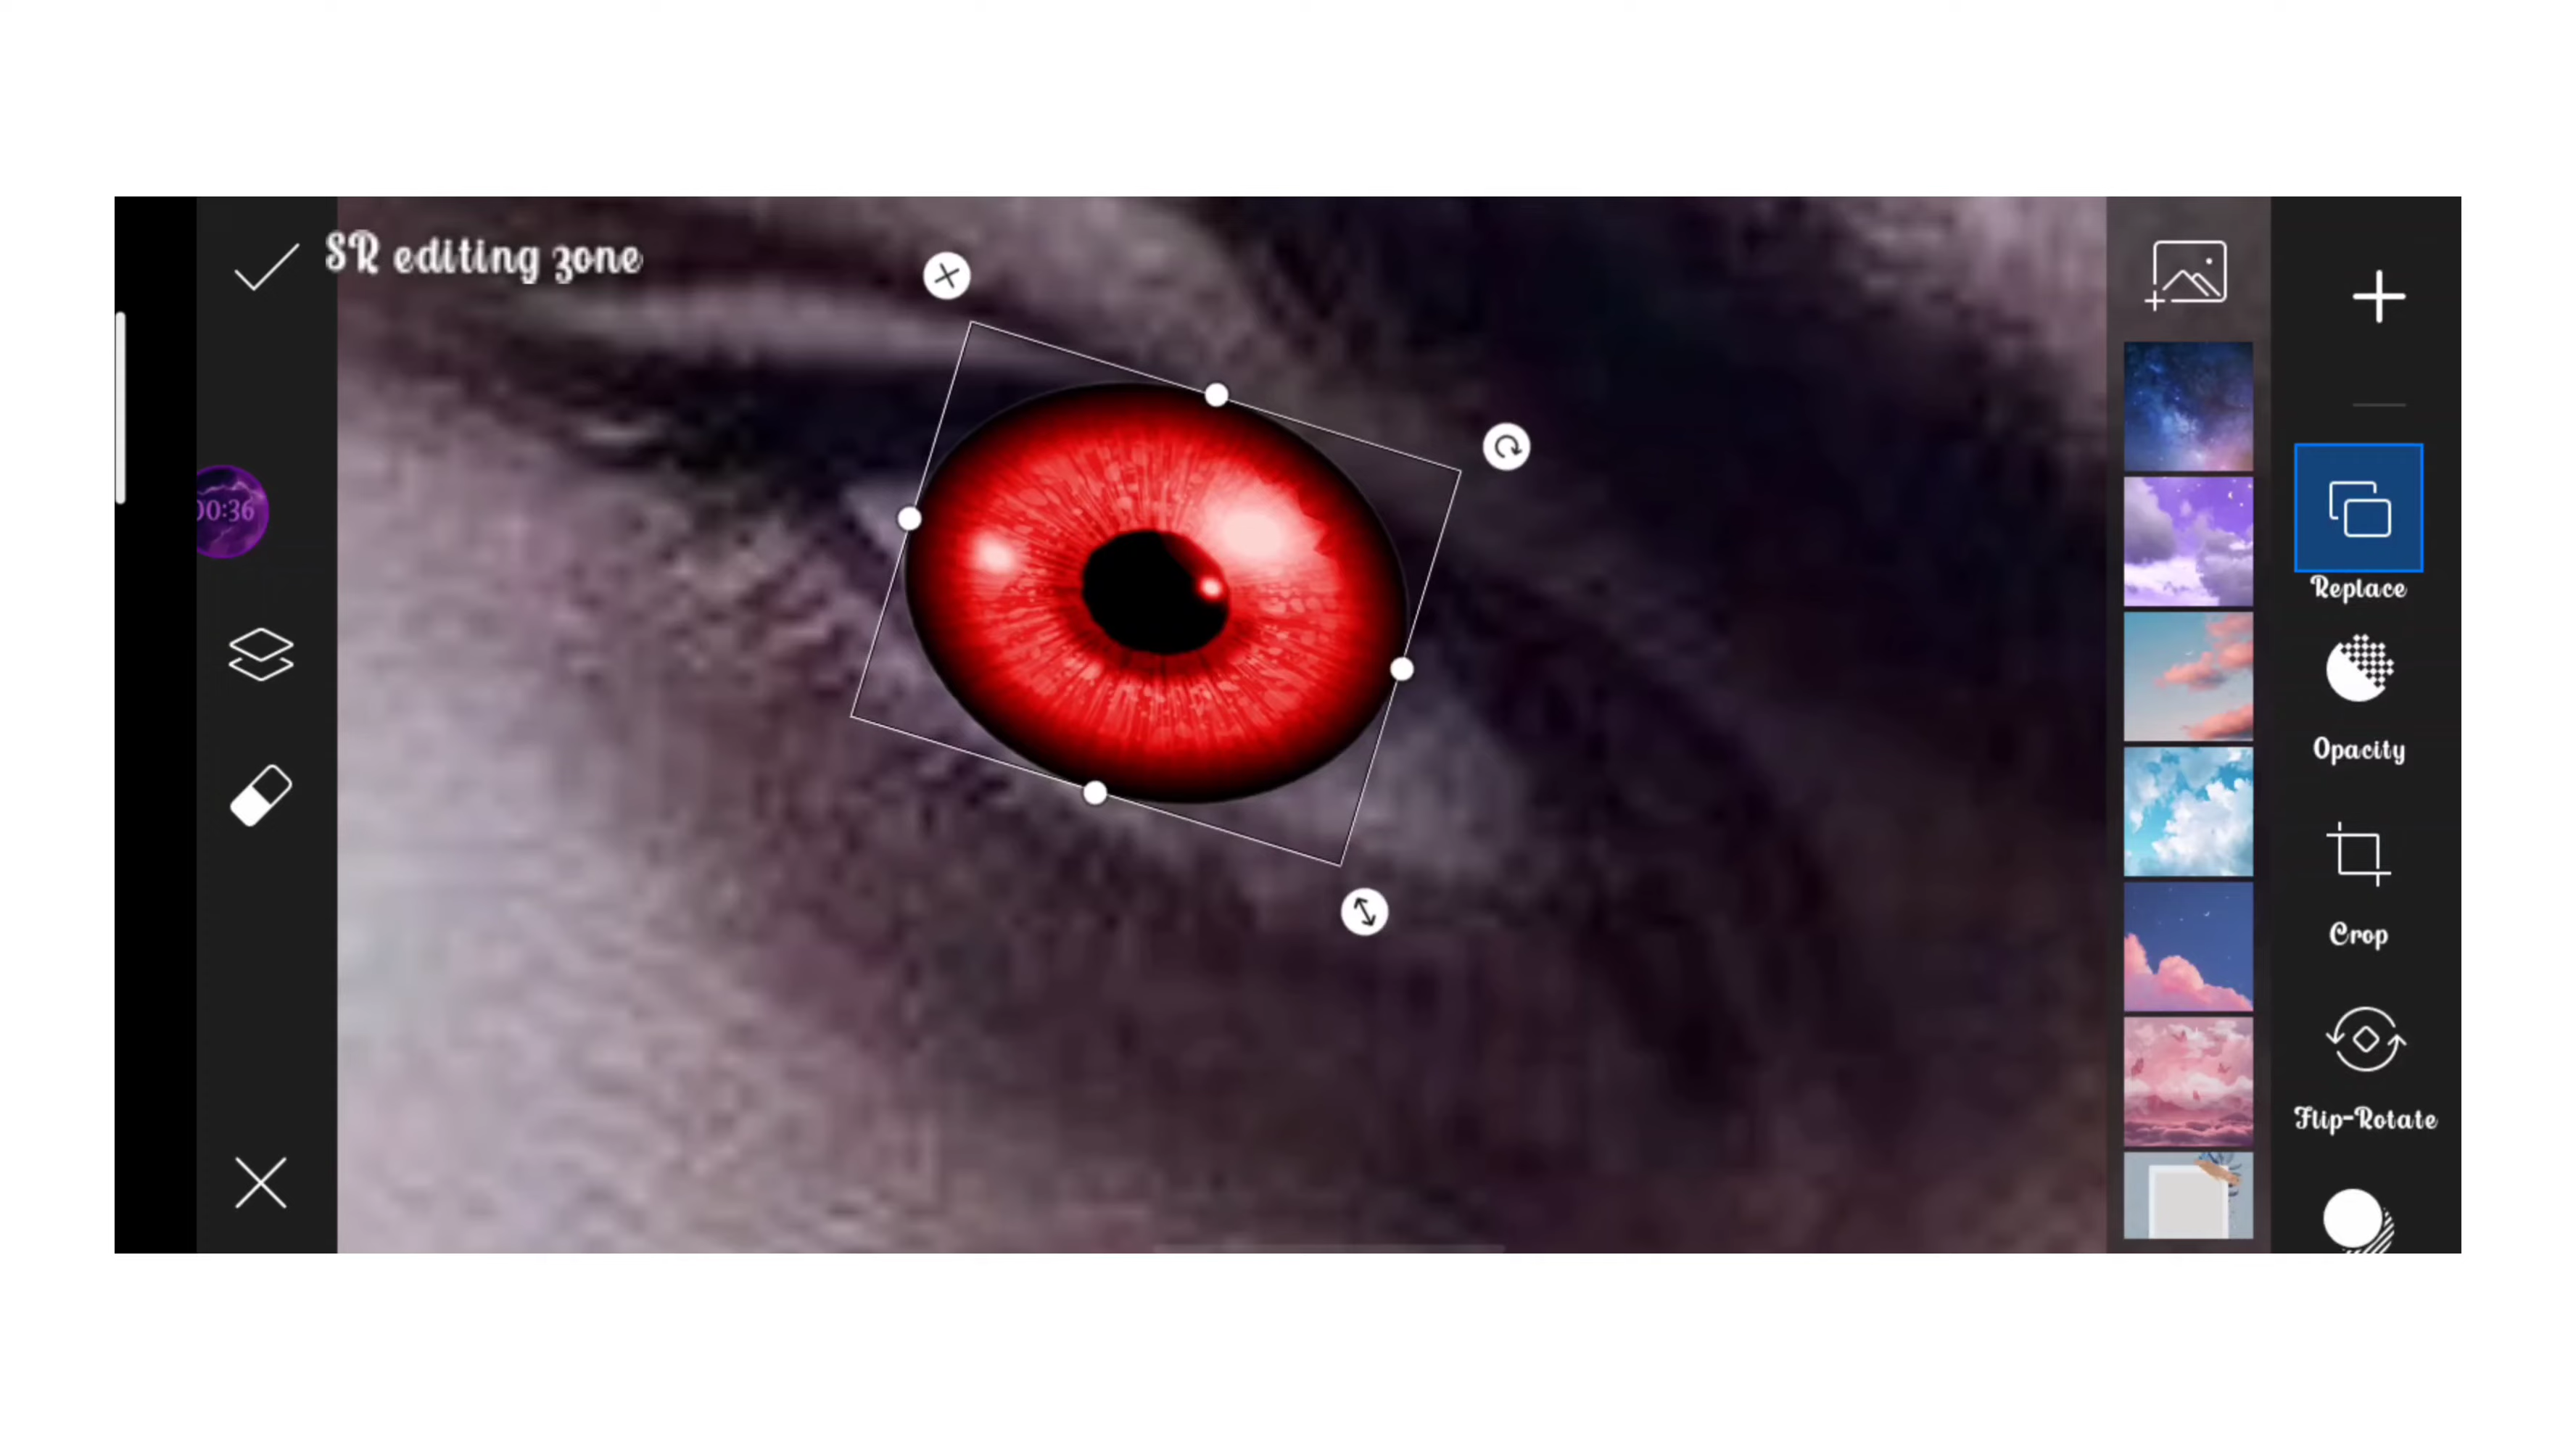 SR editing zone
00:36
Replace
Opacity
Crop
Flip-Rotate